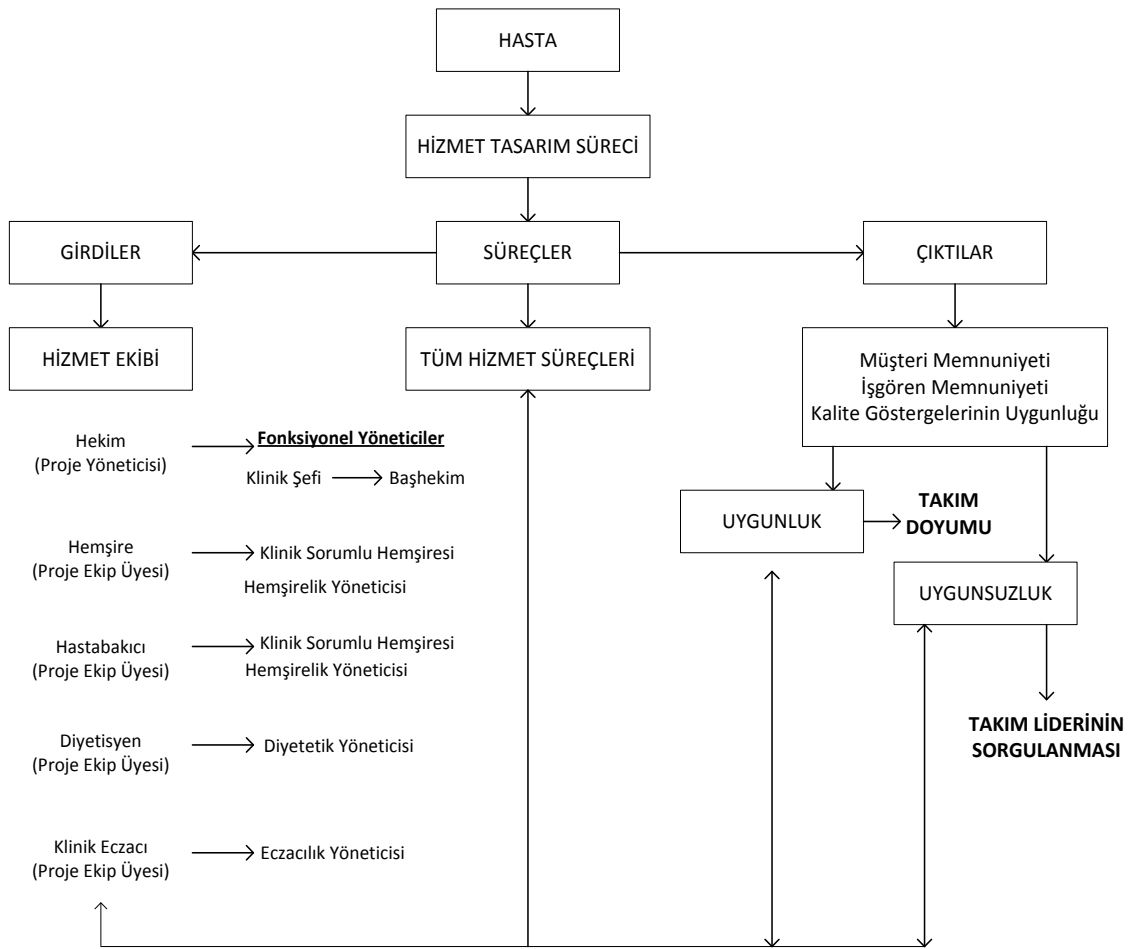 HASTA
HİZMET TASARIM SÜRECİ
GİRDİLER
SÜREÇLER
ÇIKTILAR
HİZMET EKİBİ
TÜM HİZMET SÜREÇLERİ
Müşteri Memnuniyeti
İşgören Memnuniyeti
Kalite Göstergelerinin Uygunluğu
Hekim
(Proje Yöneticisi)
Fonksiyonel Yöneticiler
Klinik Şefi
Başhekim
Hemşire
(Proje Ekip Üyesi)
Klinik Sorumlu Hemşiresi
Hemşirelik Yöneticisi
Hastabakıcı
(Proje Ekip Üyesi)
Klinik Sorumlu Hemşiresi
Hemşirelik Yöneticisi
Diyetisyen
(Proje Ekip Üyesi)
Diyetetik Yöneticisi
Klinik Eczacı
(Proje Ekip Üyesi)
Eczacılık Yöneticisi
UYGUNLUK
TAKIM
DOYUMU
UYGUNSUZLUK
TAKIM LİDERİNİN
SORGULANMASI